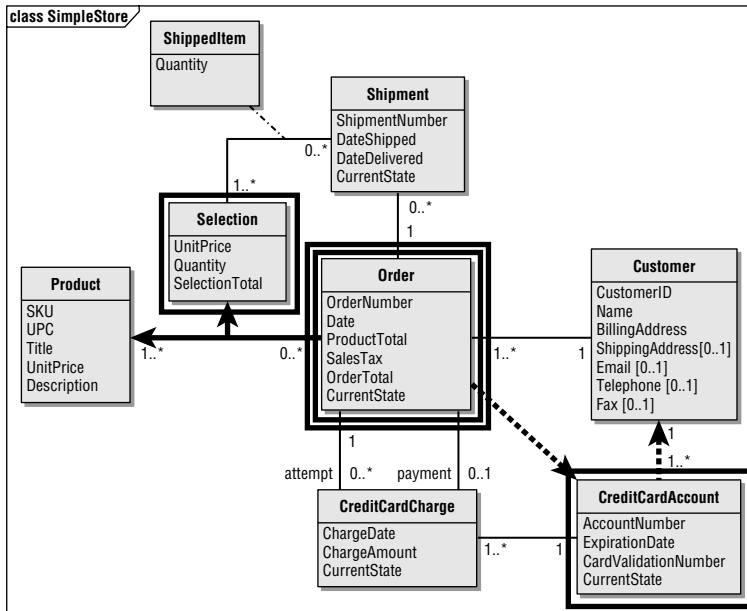 class SimpleStore
ShippedItem
Quantity
Shipment
ShipmentNumber
DateShipped
DateDelivered
CurrentState
0..*
1..*
0..*
1
Selection
UnitPrice
Quantity
SelectionTotal
Product
SKU
UPC
Title
UnitPrice
Description
1..*
0..*
Order
OrderNumber
Date
ProductTotal
SalesTax
OrderTotal
CurrentState
1..*
1
Customer
CustomerID
Name
BillingAddress
ShippingAddress[0..1]
Email [0..1]
Telephone [0..1]
Fax [0..1]
1
1..*
1
attempt
0..*
payment
0..1
CreditCardCharge
ChargeDate
ChargeAmount
CurrentState
1..*
1
CreditCardAccount
AccountNumber
ExpirationDate
CardValidationNumber
CurrentState